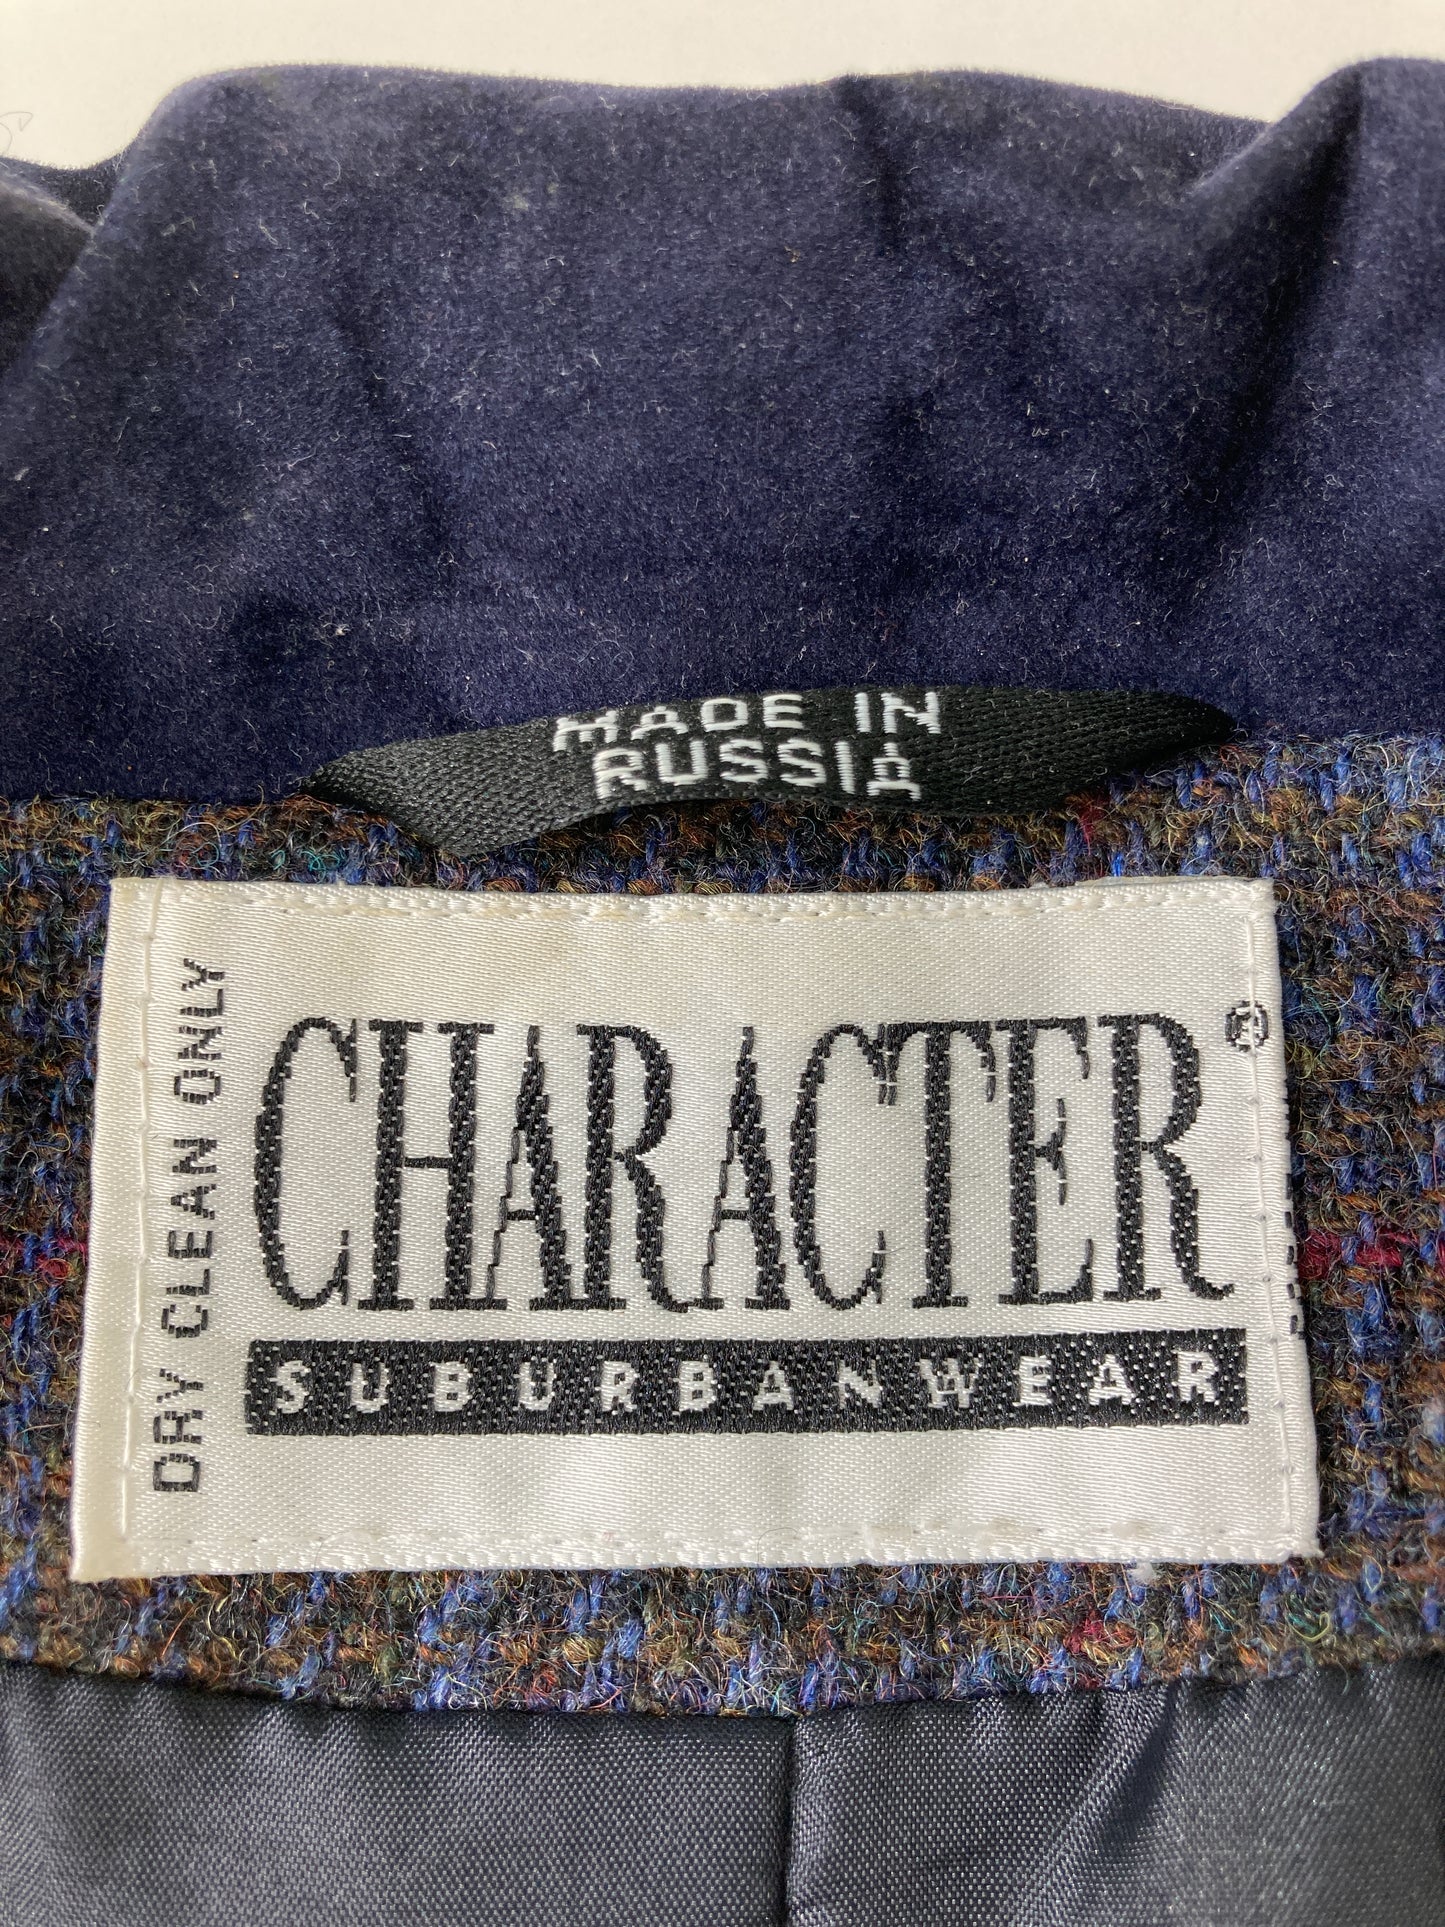 MADE IN
RUSSIA
CHARACTER®
SUBURBANWEAR
DRY CLEAN ONLY